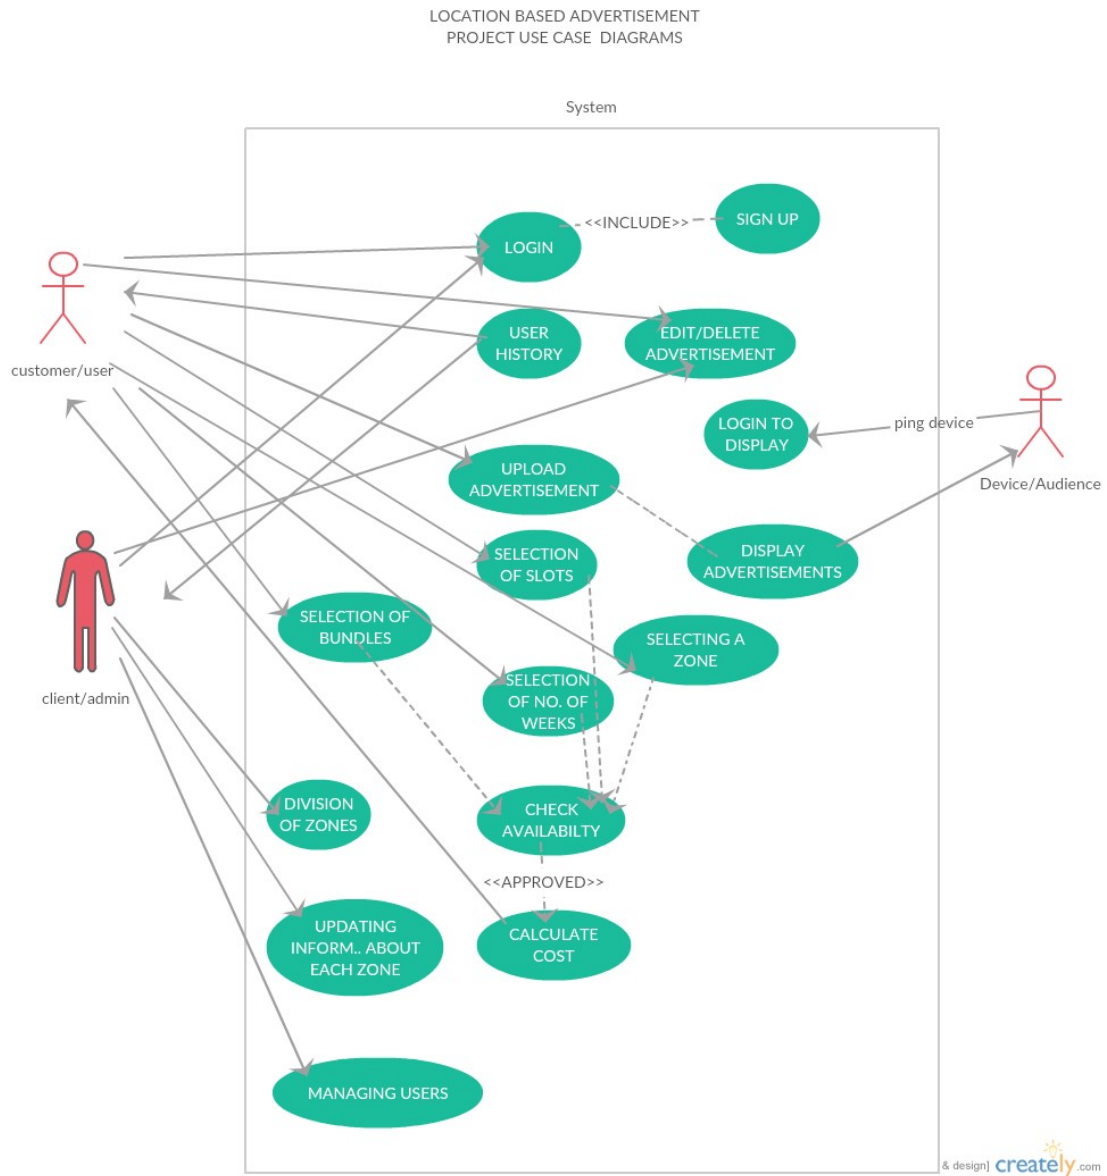 LOCATION BASED ADVERTISEMENT
PROJECT USE CASE DIAGRAMS
System
<<INCLUDE>>
SIGN UP
LOGIN
customer/user
USER
HISTORY
EDIT/DELETE
ADVERTISEMENT
LOGIN TO
DISPLAY
ping device
Device/Audience
UPLOAD
ADVERTISEMENT
SELECTION
OF SLOTS
DISPLAY
ADVERTISEMENTS
SELECTION OF
BUNDLES
SELECTING A
ZONE
client/admin
SELECTION
OF NO. OF
WEEKS
DIVISION
OF ZONES
CHECK
AVAILABILTY
<<APPROVED>>
UPDATING
INFORM.. ABOUT
EACH ZONE
CALCULATE
COST
MANAGING USERS
& design] creately.com